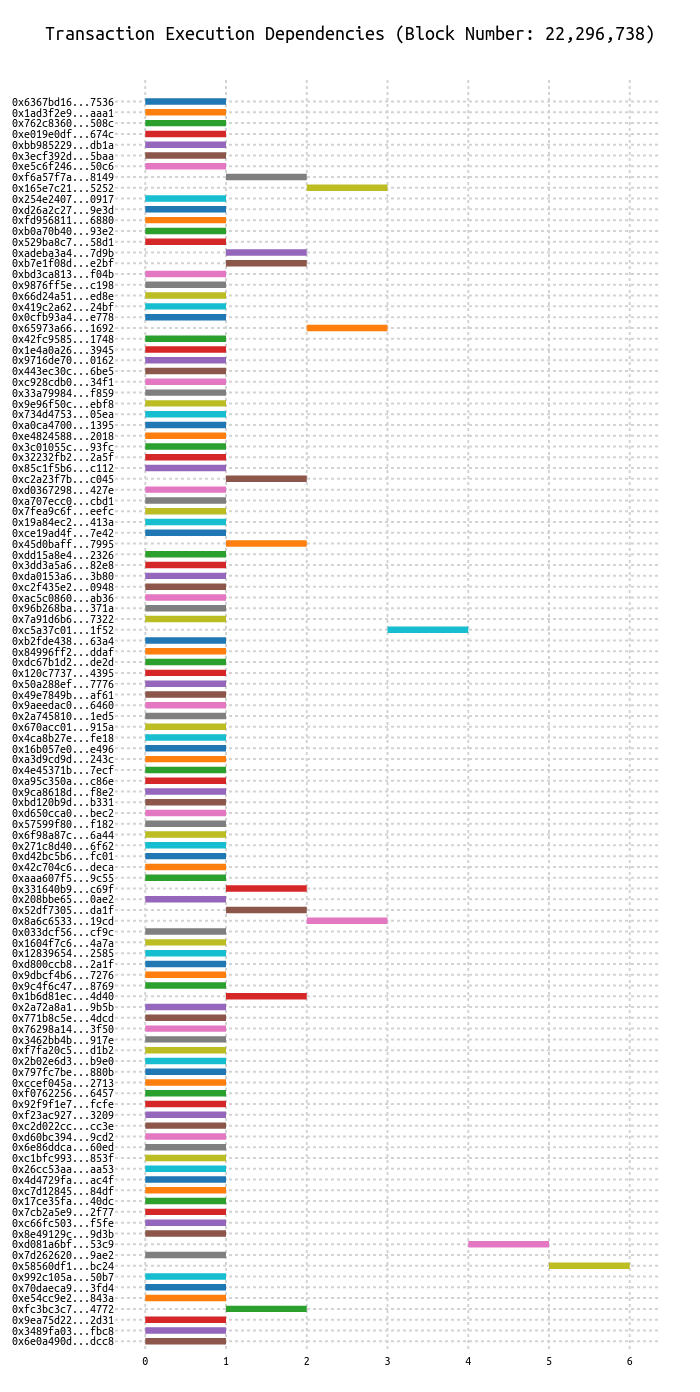 Transaction Execution Dependencies (Block Number: 22,296,738)
0x6367bd16...7536
0x1ad3f2e9...aaa1
0x762c8360...508c
0xe019e0df...674c
0xbb985229...db1a
0x3ecf392d...5baa
0xe5c6f246...50c6
0xf6a57f7a...8149
0x165e7c21...5252
0x254e2407...0917
0xd26a2c27...9e3d
0xfd956811...6880
0xb0a70b40...93e2
0x529ba8c7...58d1
0xadeba3a4...7d9b
0xb7e1f08d...e2bf
0xbd3ca813...f04b
0x9876ff5e...c198
0x66d24a51...ed8e
0x419c2a62...24bf
0x0cfb93a4...e778
0x65973a66...1692
0x42fc9585...1748
0x1e4a0a26...3945
0x9716de70...0162
0x443ec30c...6be5
0xc928cdb0...34f1
0x33a79984...f859
0x9e96f50c...ebf8
0x734d4753...05ea
0xa0ca4700...1395
0xe4824588...2018
0x3c01055c...93fc
0x32232fb2...2a5f
0x85c1f5b6...c112
0xc2a23f7b...c045
0xd0367298...427e
0xa707ecc0...cbd1
0x7fea9c6f...eefc
0x19a84ec2...413a
0xce19ad4f...7e42
0x45d0baff...7995
0xdd15a8e4...2326
0x3dd3a5a6...82e8
0xda0153a6...3b80
0xc2f435e2...0948
0xac5c0860...ab36
0x96b268ba...371a
0x7a91d6b6...7322
0xc5a37c01...1f52
0xb2fde438...63a4
0x84996ff2...ddaf
0xdc67b1d2...de2d
0x120c7737...4395
0x50a288ef...7776
0x49e7849b...af61
0x9aeedac0...6460
0x2a745810...1ed5
0x670acc01...915a
0x4ca8b27e...fe18
0x16b057e0...e496
0xa3d9cd9d...243c
0x4e45371b...7ecf
0xa95c350a...c86e
0x9ca8618d...f8e2
0xbd120b9d...b331
0xd650cca0...bec2
0x57599f80...f182
0x6f98a87c...6a44
0x271c8d40...6f62
0xd42bc5b6...fc01
0x42c704c6...deca
0xaaa607f5...9c55
0x331640b9...c69f
0x208bbe65...0ae2
0x52df7305...da1f
0x8a6c6533...19cd
0x033dcf56...cf9c
0x1604f7c6...4a7a
0x12839654...2585
0xd800ccb8...2a1f
0x9dbcf4b6...7276
0x9c4f6c47...8769
0x1b6d81ec...4d40
0x2a72a8a1...9b5b
0x771b8c5e...4dcd
0x76298a14...3f50
0x3462bb4b...917e
0xf7fa20c5...d1b2
0x2b02e6d3...b9e0
0x797fc7be...880b
0xccef045a...2713
0xf0762256...6457
0x92f9f1e7...fcfe
0xf23ac927...3209
0xc2d022cc...cc3e
0xd60bc394...9cd2
0x6e86ddca...60ed
0xc1bfc993...853f
0x26cc53aa...aa53
0x4d4729fa...ac4f
0xc7d12845...84df
0x17ce35fa...40dc
0x7cb2a5e9...2f77
0xc66fc503...f5fe
0x8e49129c...9d3b
0xd081a6bf...53c9
0x7d262620...9ae2
0x58560df1...bc24
0x992c105a...50b7
0x70daeca9...3fd4
0xe54cc9e2...843a
0xfc3bc3c7...4772
0x9ea75d22...2d31
0x3489fa03...fbc8
0x6e0a490d...dcc8
0 1 2 3 4 5 6